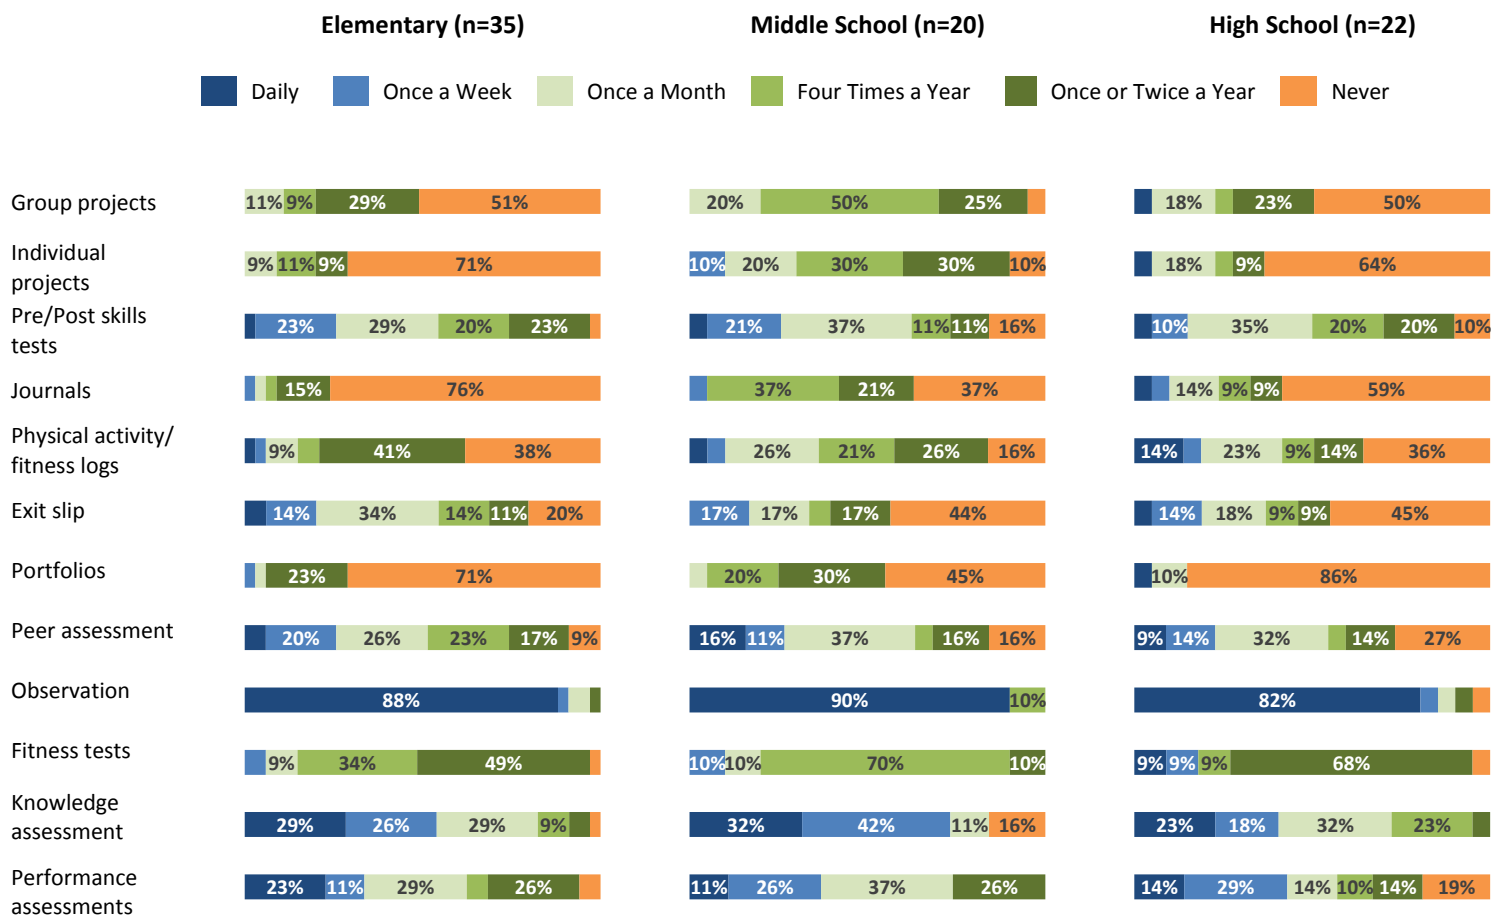 Elementary (n=35) Middle School (n=20) High School (n=22)
Daily Once a Week Once a Month Four Times a Year Once or Twice a Year Never
Group projects 11% 9% 29% 51% 20% 50% 25% 18% 23% 50%
Individual
projects 9% 11% 9% 71% 10% 20% 30% 30% 10% 18% 9% 64%
Pre/Post skills
tests 23% 29% 20% 23% 21% 37% 11% 11% 16% 10% 35% 20% 20% 10%
Journals 15% 76% 37% 21% 37% 14% 9% 9% 59%
Physical activity/
fitness logs 9% 41% 38% 26% 21% 26% 16% 14% 23% 9% 14% 36%
Exit slip 14% 34% 14% 11% 20% 17% 17% 17% 44% 14% 18% 9% 9% 45%
Portfolios 23% 71% 20% 30% 45% 10% 86%
Peer assessment 20% 26% 23% 17% 9% 16% 11% 37% 16% 16% 9% 14% 32% 14% 27%
Observation 88% 90% 10% 82%
Fitness tests 9% 34% 49% 10% 10% 70% 10% 9% 9% 9% 68%
Knowledge
assessment 29% 26% 29% 9% 32% 42% 11% 16% 23% 18% 32% 23%
Performance
assessments 23% 11% 29% 26% 11% 26% 37% 26% 14% 29% 14% 10% 14% 19%